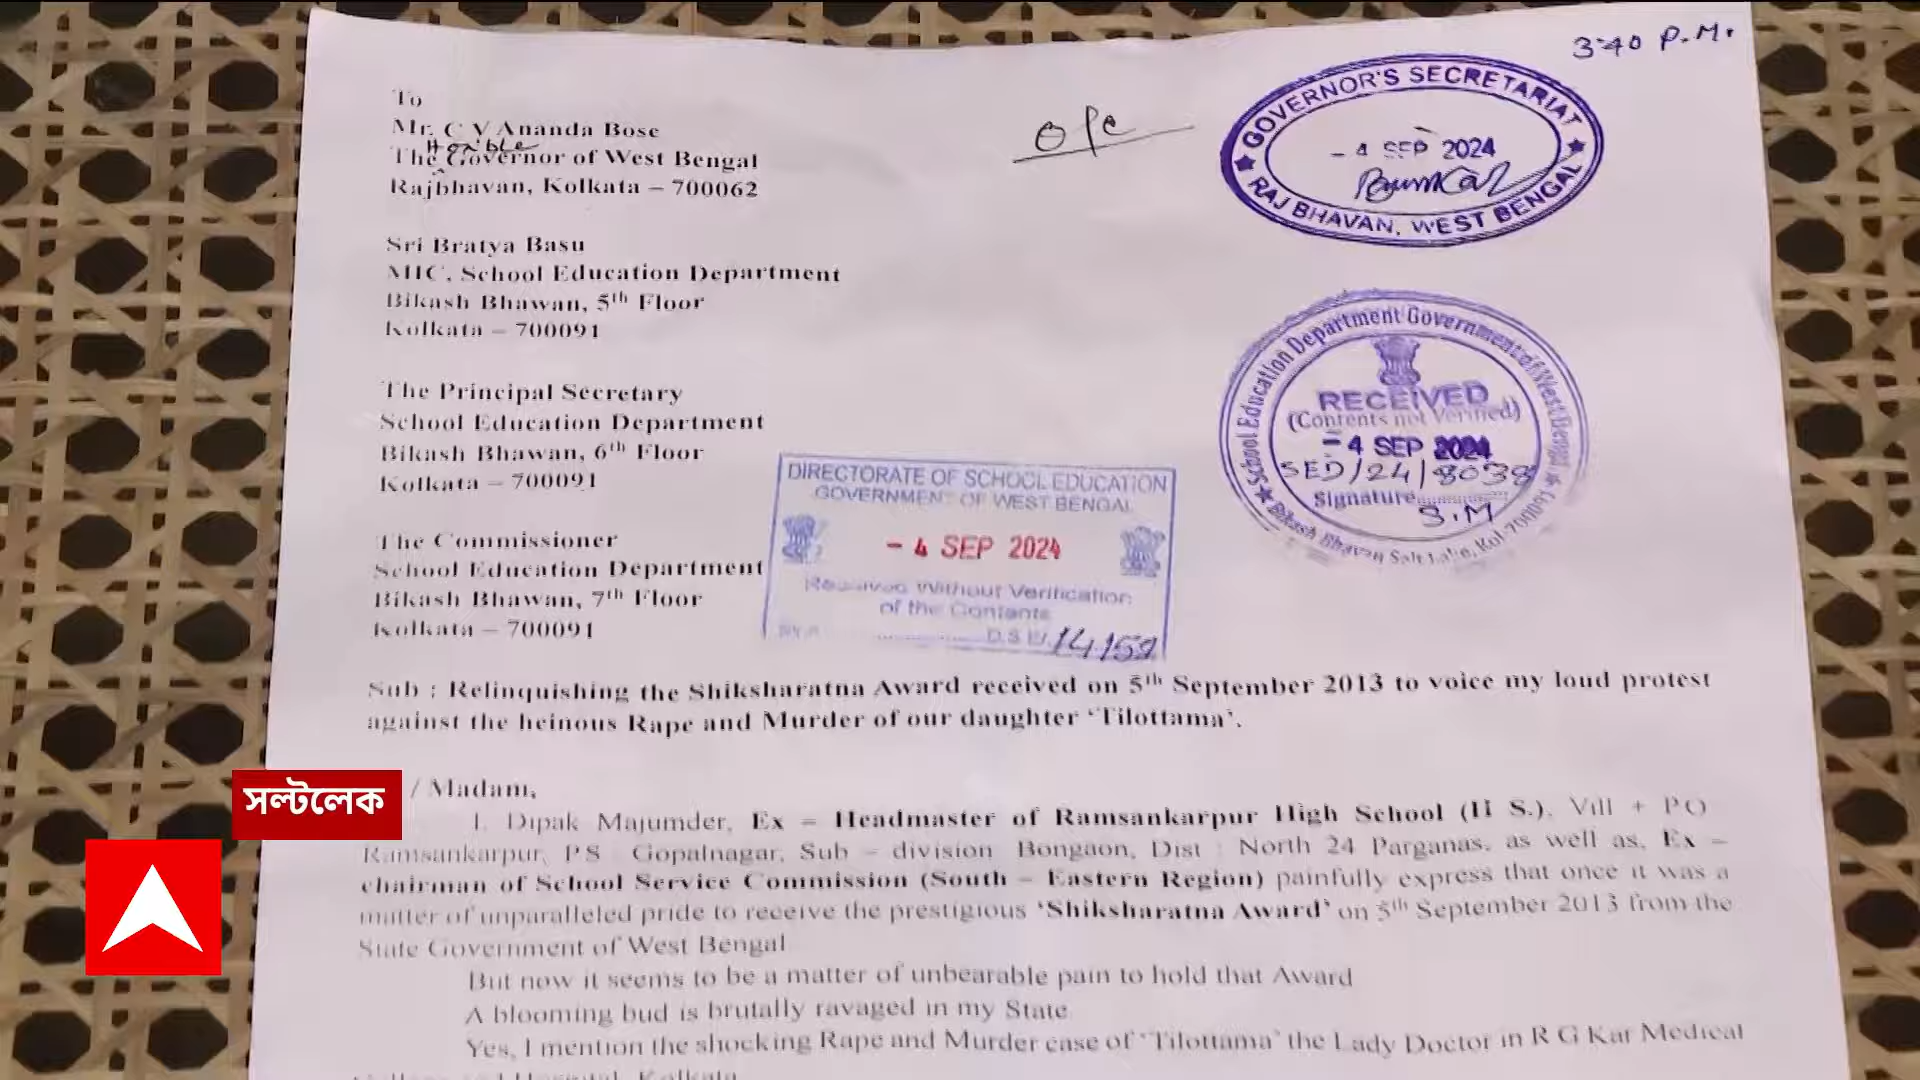 3.40 P.M.
To
Mr. C V Ananda Bose
Hon'ble
The Governor of West Bengal
Rajbhavan, Kolkata – 700062
GOVERNOR'S SECRETARIAT
- 4 SEP 2024
RAJ BHAVAN, WEST BENGAL
Sri Bratya Basu
MIC, School Education Department
Bikash Bhawan, 5th Floor
Kolkata – 700091
School Education Department Government of West Bengal
RECEIVED
(Contents not Verified)
- 4 SEP 2024
SED/24/8038
Signature
S.M
Bikash Bhavan Salt Lake, Kol-700091
The Principal Secretary
School Education Department
Bikash Bhawan, 6th Floor
Kolkata – 700091
DIRECTORATE OF SCHOOL EDUCATION
GOVERNMENT OF WEST BENGAL
- 4 SEP 2024
Received Without Verification
of the Contents
The Commissioner
School Education Department
Bikash Bhawan, 7th Floor
Kolkata – 700091
Sub : Relinquishing the Shiksharatna Award received on 5th September 2013 to voice my loud protest
against the heinous Rape and Murder of our daughter ‘Tilottama’.
/ Madam,
I, Dipak Majumder, Ex – Headmaster of Ramsankarpur High School (H S.), Vill + PO
Ramsankarpur, PS : Gopalnagar, Sub – division Bongaon, Dist : North 24 Parganas, as well as, Ex –
chairman of School Service Commission (South – Eastern Region) painfully express that once it was a
matter of unparalleled pride to receive the prestigious ‘Shiksharatna Award’ on 5th September 2013 from the
State Government of West Bengal
But now it seems to be a matter of unbearable pain to hold that Award
A blooming bud is brutally ravaged in my State
Yes, I mention the shocking Rape and Murder case of ‘Tilottama’ the Lady Doctor in R G Kar Medical
সল্টলেক